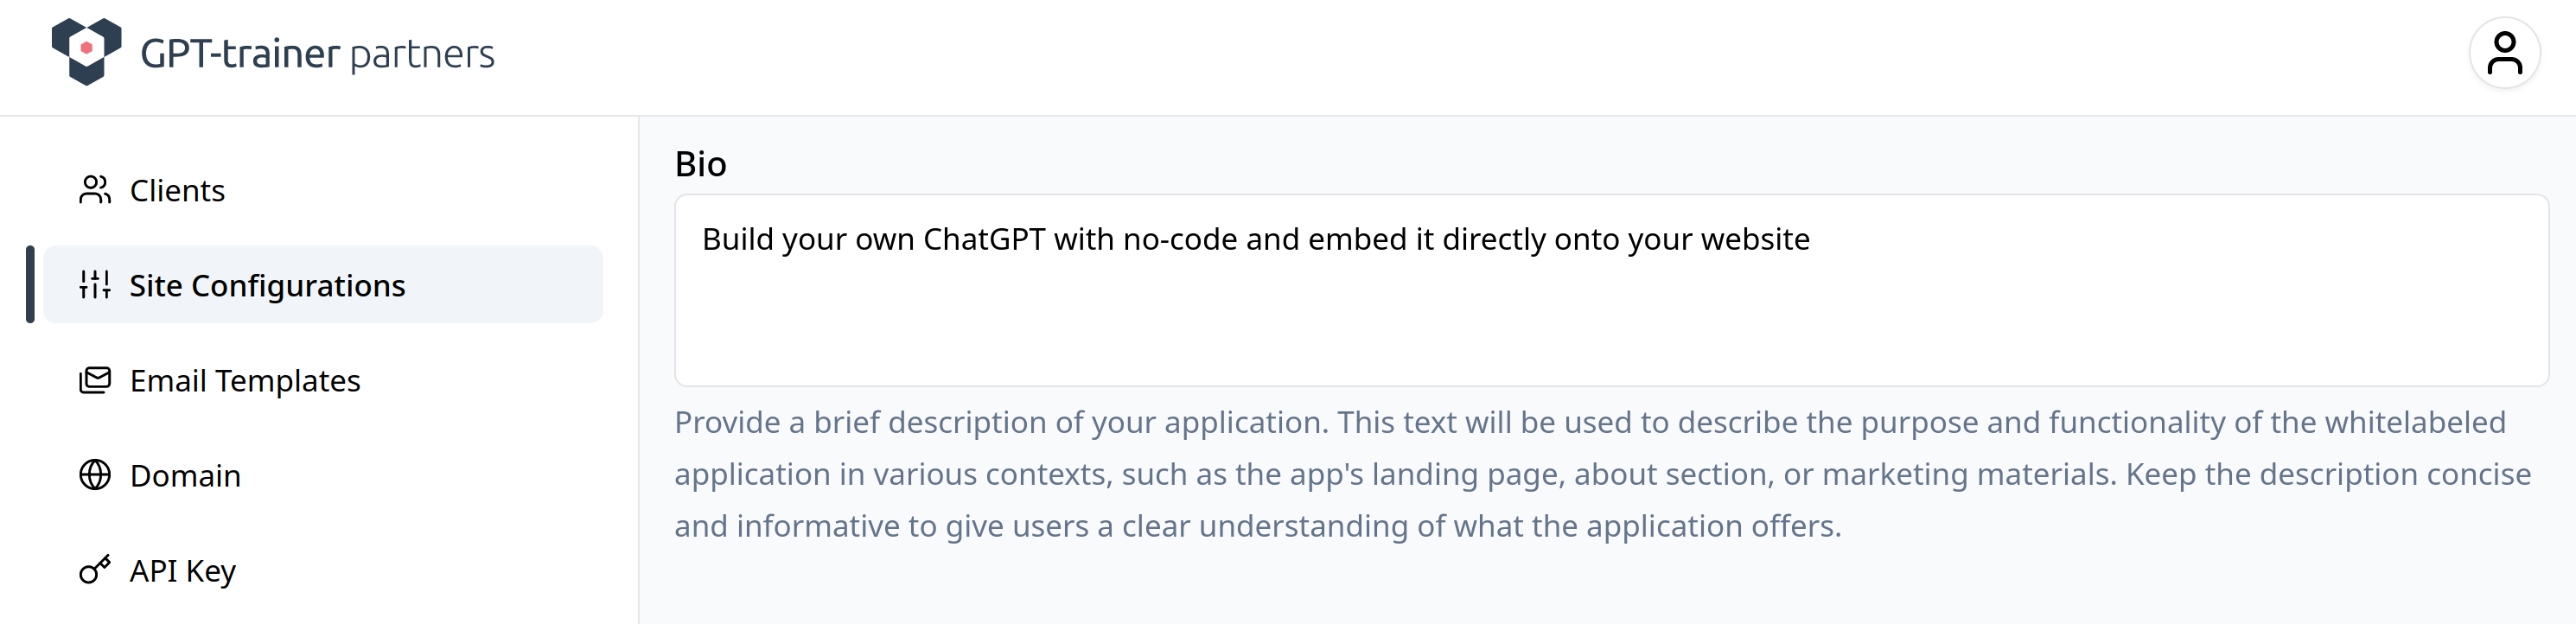 GPT-trainer partners
Clients
Site Configurations
Email Templates
Domain
API Key
Bio
Build your own ChatGPT with no-code and embed it directly onto your website
Provide a brief description of your application. This text will be used to describe the purpose and functionality of the whitelabeled
application in various contexts, such as the app's landing page, about section, or marketing materials. Keep the description concise
and informative to give users a clear understanding of what the application offers.